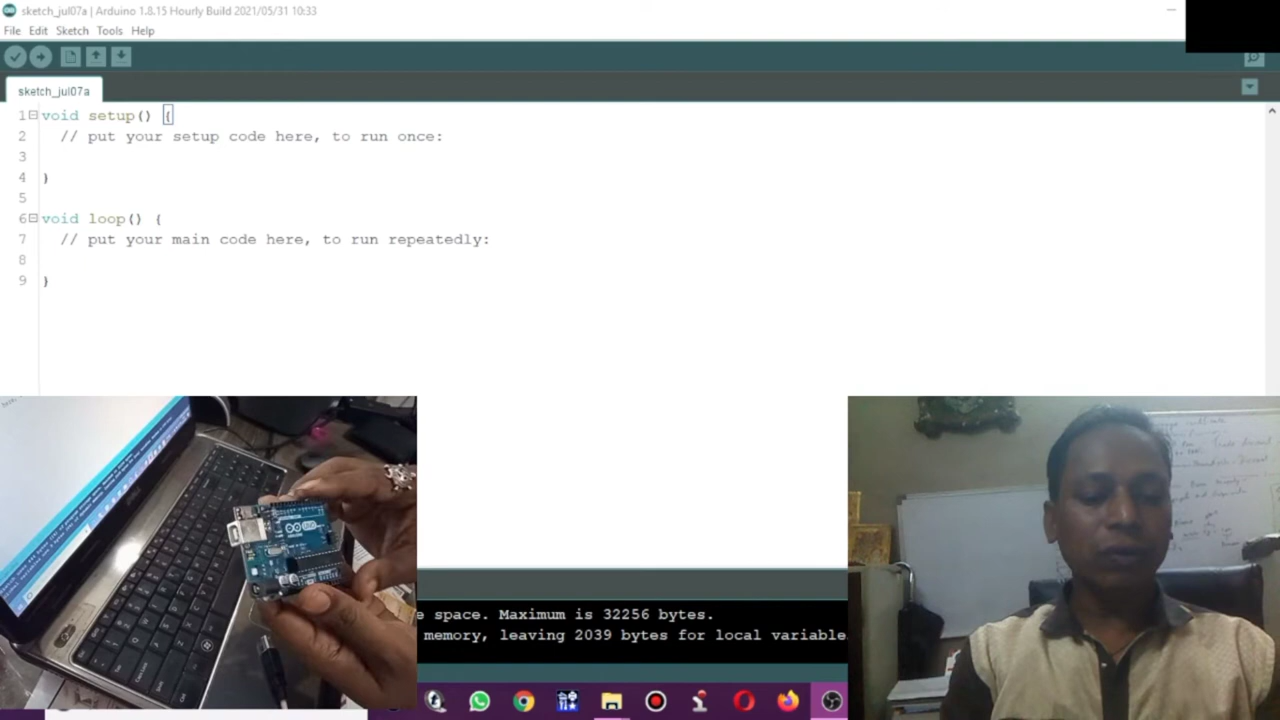 sketch_jul07a | Arduino 1.8.15 Hourly Build 2021/05/31 10:33
File Edit Sketch Tools Help
sketch_jul07a
1 void setup() {
2 // put your setup code here, to run once:
3
4 }
5
6 void loop() {
7 // put your main code here, to run repeatedly:
8
9 }
e space. Maximum is 32256 bytes.
memory, leaving 2039 bytes for local variable